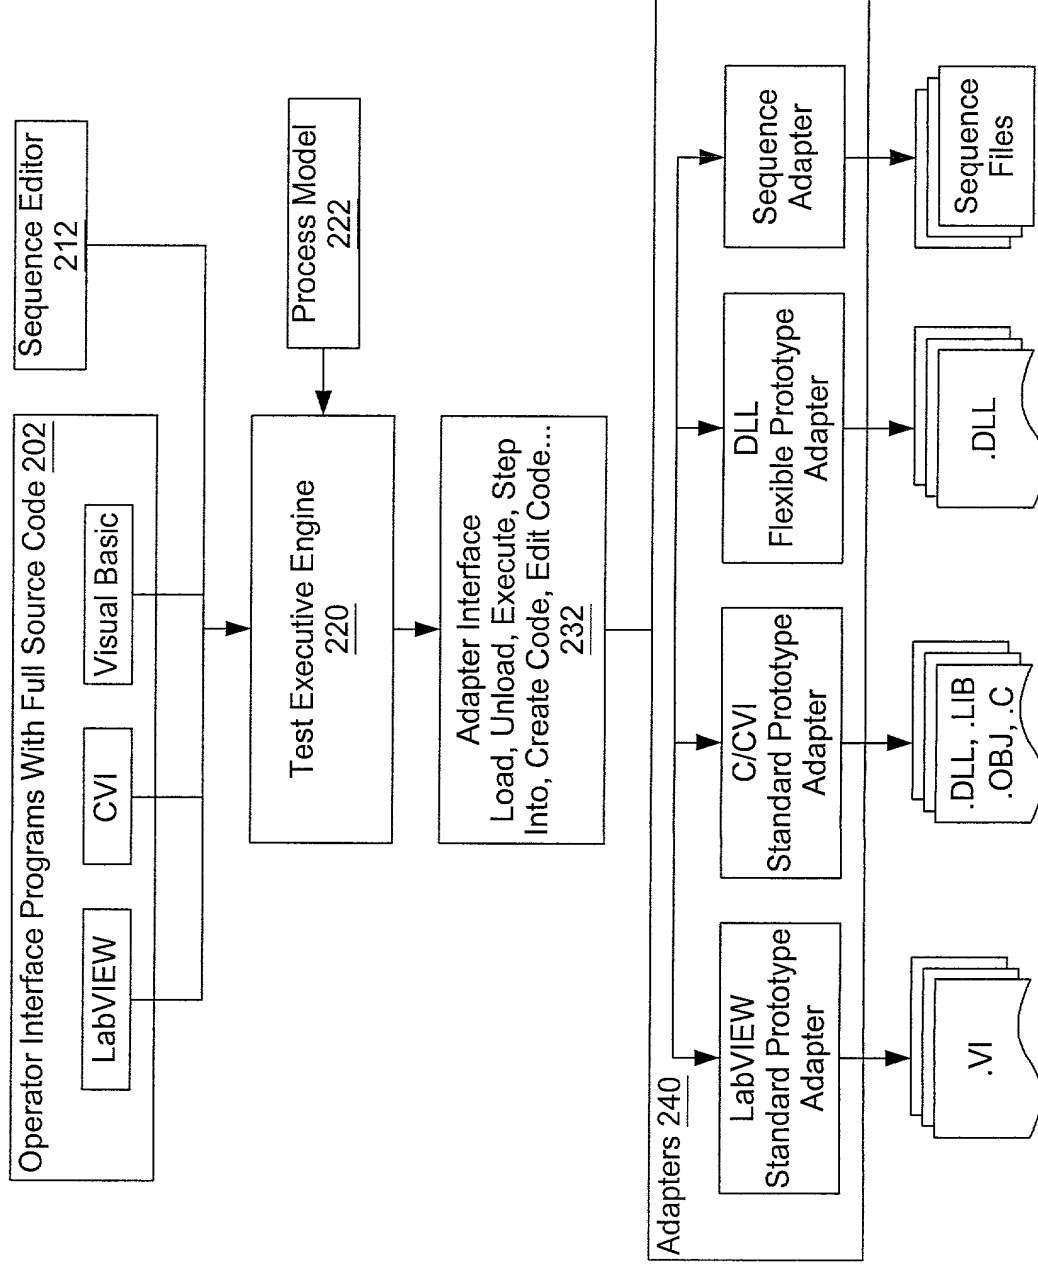 Operator Interface Programs With Full Source Code 202
LabVIEW
CVI
Visual Basic
Sequence Editor
212
Test Executive Engine
220
Process Model
222
Adapter Interface
Load, Unload, Execute, Step
Into, Create Code, Edit Code...
232
Adapters 240
LabVIEW
Standard Prototype
Adapter
C/CVI
Standard Prototype
Adapter
DLL
Flexible Prototype
Adapter
Sequence
Adapter
.VI
.DLL, .LIB
.OBJ, .C
.DLL
Sequence
Files